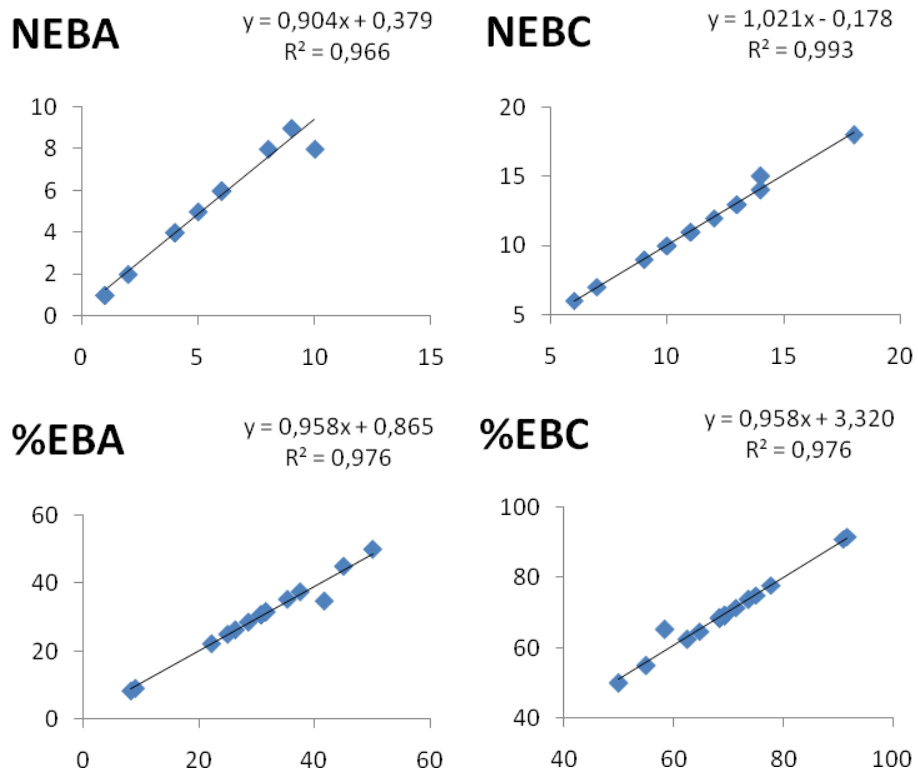 NEBA
y = 0,904x + 0,379
R² = 0,966
10
8
6
4
2
0
0 5 10 15
NEBC
y = 1,021x - 0,178
R² = 0,993
20
15
10
5
5 10 15 20
%EBA
y = 0,958x + 0,865
R² = 0,976
60
40
20
0
0 20 40 60
%EBC
y = 0,958x + 3,320
R² = 0,976
100
80
60
40
40 60 80 100